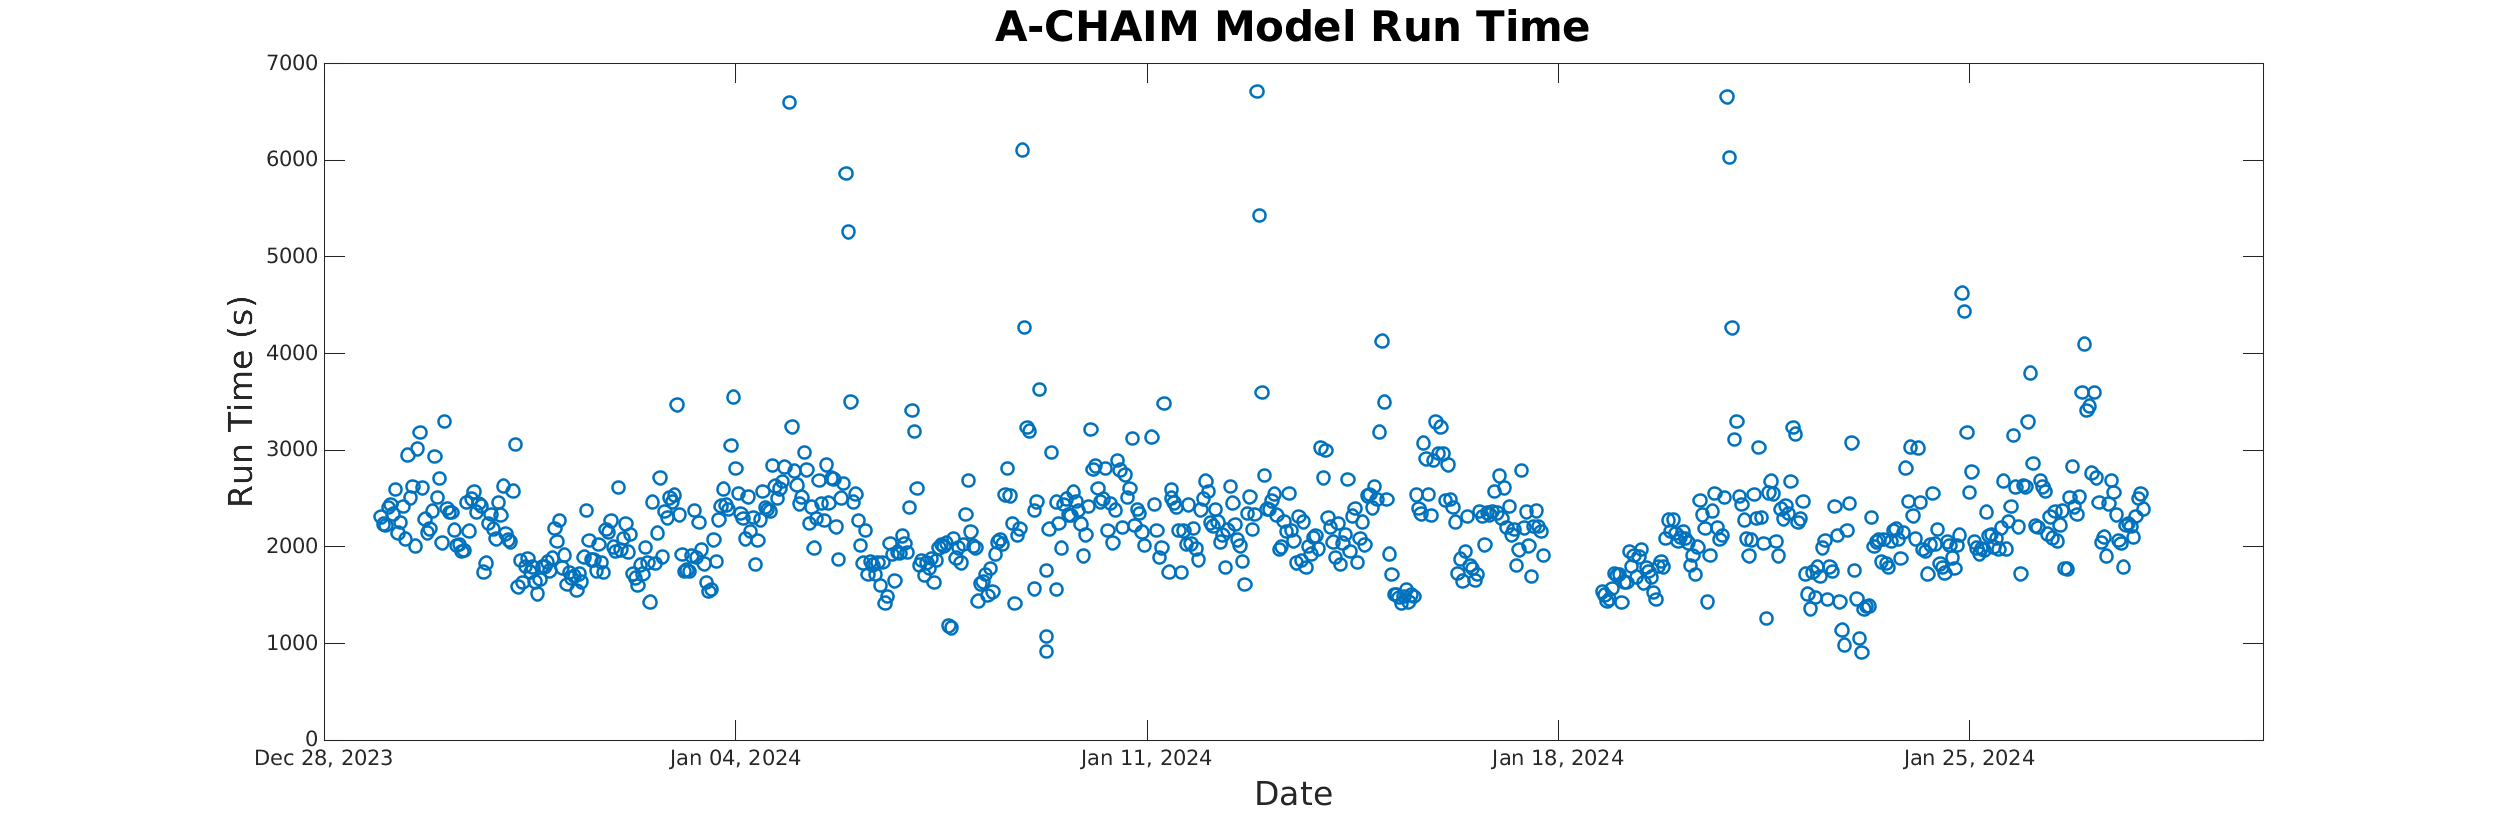 A-CHAIM Model Run Time
7000
6000
5000
4000
3000
2000
1000
0
Run Time (s)
Dec 28, 2023
Jan 04, 2024
Jan 11, 2024
Jan 18, 2024
Jan 25, 2024
Date